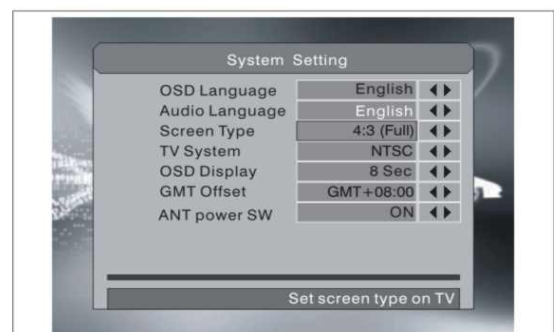 System Setting
OSD Language English
Audio Language English
Screen Type 4:3 (Full)
TV System NTSC
OSD Display 8 Sec
GMT Offset GMT+08:00
ANT power SW ON
Set screen type on TV